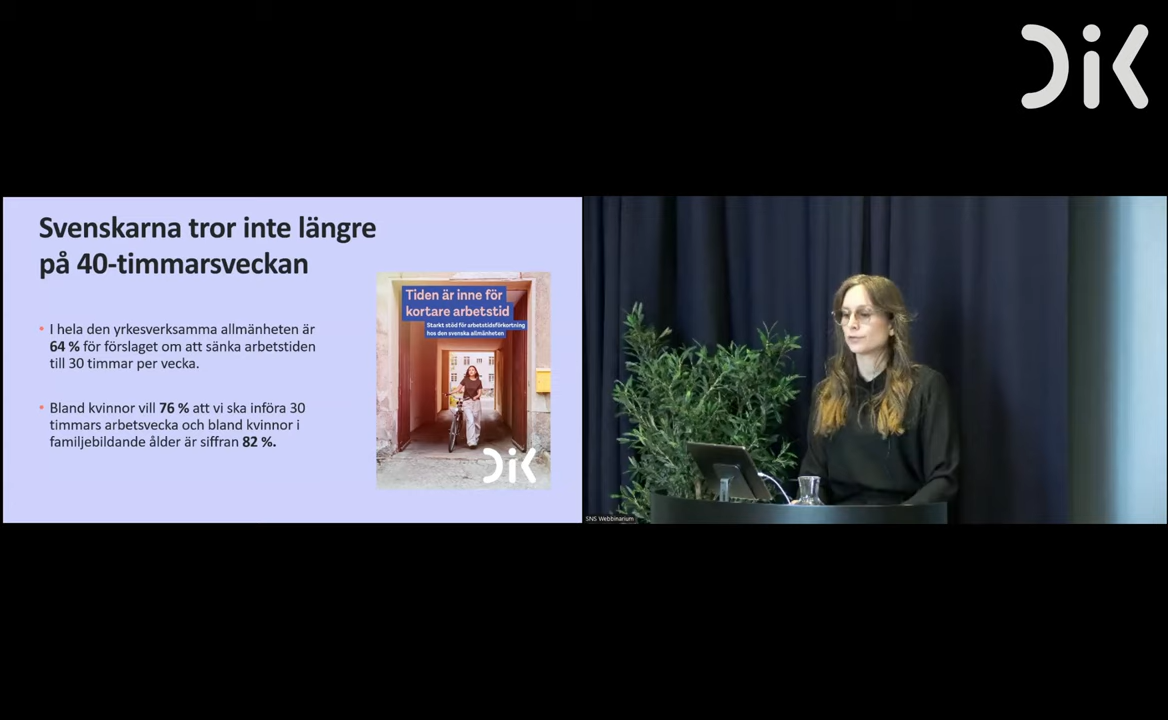 DiK
Svenskarna tror inte längre
på 40-timmarsveckan
• I hela den yrkesverksamma allmänheten är
64 % för förslaget om att sänka arbetstiden
till 30 timmar per vecka.
• Bland kvinnor vill 76 % att vi ska införa 30
timmars arbetsvecka och bland kvinnor i
familjebildande ålder är siffran 82 %.
Tiden är inne för
kortare arbetstid
Starkt stöd för arbetstidsförkortning
hos den svenska allmänheten
DiK
SNS Webbinarium